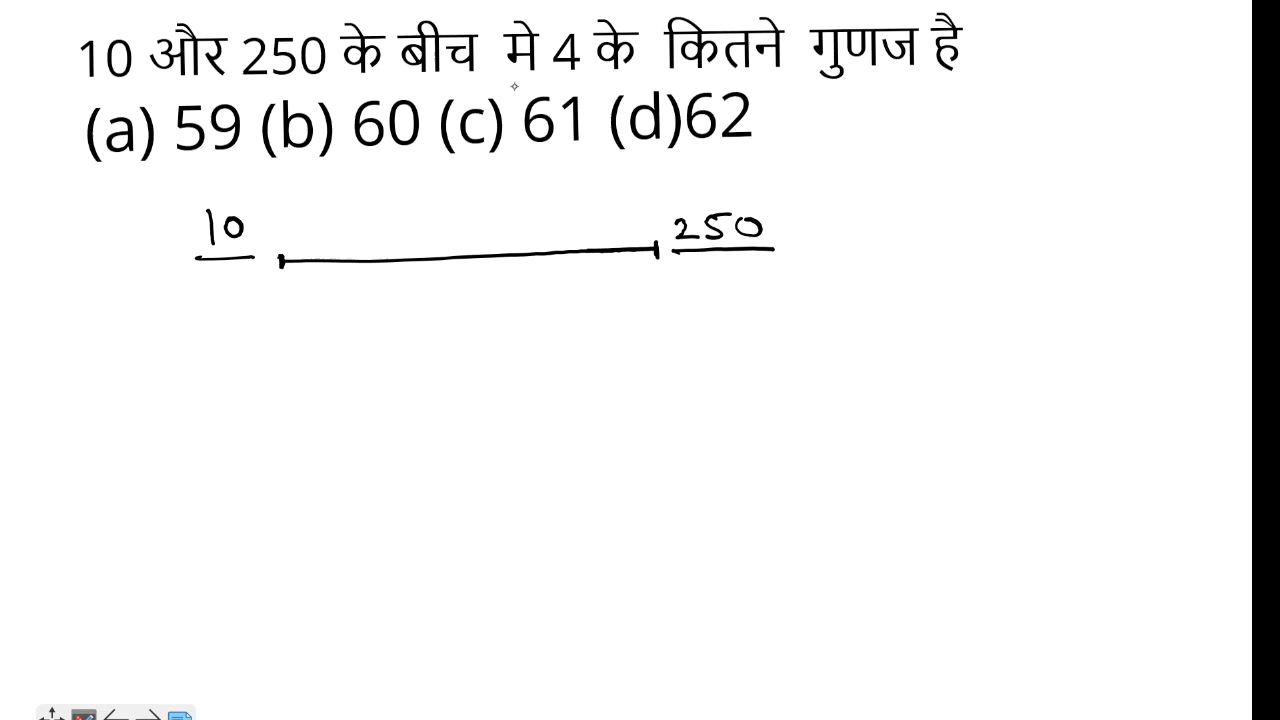 10 और 250 के बीच मे 4 के कितने गुणज है
(a) 59 (b) 60 (c) 61 (d)62
10 250